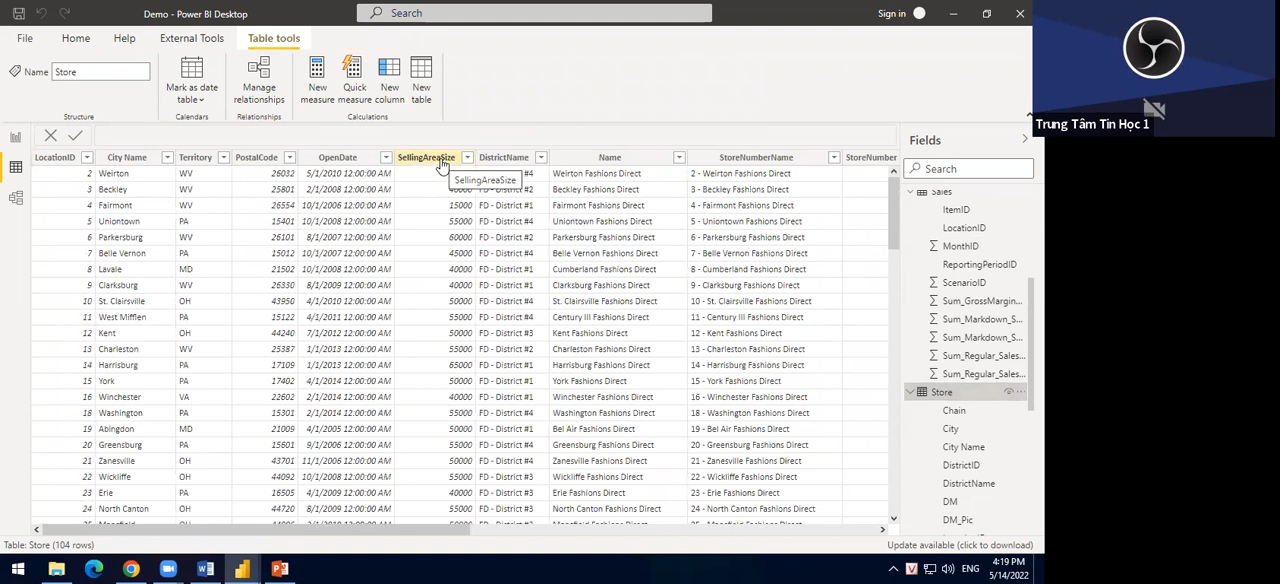 Demo - Power BI Desktop
Search
Sign in
File
Home
Help
External Tools
Table tools
Name
Store
Mark as date
table
Manage
relationships
New
measure
Quick
measure
New
column
New
table
Structure
Calendars
Relationships
Calculations
Trung Tâm Tin Học 1
LocationID City Name Territory PostalCode OpenDate SellingAreaSize DistrictName Name StoreNumberName StoreNumber
SellingAreaSize
2 Weirton WV 26032 5/1/2010 12:00:00 AM #4 Weirton Fashions Direct 2 - Weirton Fashions Direct
3 Beckley WV 25801 2/1/2008 12:00:00 AM FD - District #2 Beckley Fashions Direct 3 - Beckley Fashions Direct
4 Fairmont WV 26554 10/1/2006 12:00:00 AM 15000 FD - District #1 Fairmont Fashions Direct 4 - Fairmont Fashions Direct
5 Uniontown PA 15401 10/1/2008 12:00:00 AM 55000 FD - District #4 Uniontown Fashions Direct 5 - Uniontown Fashions Direct
6 Parkersburg WV 26101 8/1/2007 12:00:00 AM 60000 FD - District #2 Parkersburg Fashions Direct 6 - Parkersburg Fashions Direct
7 Belle Vernon PA 15012 10/1/2007 12:00:00 AM 45000 FD - District #4 Belle Vernon Fashions Direct 7 - Belle Vernon Fashions Direct
8 Lavale MD 21502 10/1/2008 12:00:00 AM 40000 FD - District #1 Cumberland Fashions Direct 8 - Cumberland Fashions Direct
9 Clarksburg WV 26330 8/1/2009 12:00:00 AM 40000 FD - District #1 Clarksburg Fashions Direct 9 - Clarksburg Fashions Direct
10 St. Clairsville OH 43950 4/1/2010 12:00:00 AM 50000 FD - District #4 St. Clairsville Fashions Direct 10 - St. Clairsville Fashions Direct
11 West Mifflen PA 15122 4/1/2011 12:00:00 AM 55000 FD - District #4 Century III Fashions Direct 11 - Century III Fashions Direct
12 Kent OH 44240 7/1/2012 12:00:00 AM 50000 FD - District #3 Kent Fashions Direct 12 - Kent Fashions Direct
13 Charleston WV 25387 1/1/2013 12:00:00 AM 55000 FD - District #2 Charleston Fashions Direct 13 - Charleston Fashions Direct
14 Harrisburg PA 17109 1/1/2013 12:00:00 AM 65000 FD - District #1 Harrisburg Fashions Direct 14 - Harrisburg Fashions Direct
15 York PA 17402 4/1/2014 12:00:00 AM 50000 FD - District #1 York Fashions Direct 15 - York Fashions Direct
16 Winchester VA 22602 2/1/2014 12:00:00 AM 40000 FD - District #1 Winchester Fashions Direct 16 - Winchester Fashions Direct
18 Washington PA 15301 2/1/2014 12:00:00 AM 55000 FD - District #4 Washington Fashions Direct 18 - Washington Fashions Direct
19 Abingdon MD 21009 5/1/2006 12:00:00 AM 50000 FD - District #1 Bel Air Fashions Direct 19 - Bel Air Fashions Direct
20 Greensburg PA 15601 9/1/2006 12:00:00 AM 55000 FD - District #4 Greensburg Fashions Direct 20 - Greensburg Fashions Direct
21 Zanesville OH 43701 11/1/2006 12:00:00 AM 50000 FD - District #4 Zanesville Fashions Direct 21 - Zanesville Fashions Direct
22 Wickliffe OH 44092 10/1/2008 12:00:00 AM 50000 FD - District #3 Wickliffe Fashions Direct 22 - Wickliffe Fashions Direct
23 Erie PA 16505 4/1/2009 12:00:00 AM 40000 FD - District #3 Erie Fashions Direct 23 - Erie Fashions Direct
24 North Canton OH 44720 4/1/2009 12:00:00 AM 50000 FD - District #3 North Canton Fashions Direct 24 - North Canton Fashions Direct
Fields
Search
Sales
ItemID
LocationID
MonthID
ReportingPeriodID
ScenarioID
Sum_GrossMargin...
Sum_Markdown_S...
Sum_Markdown_S...
Sum_Regular_Sales...
Sum_Regular_Sales...
Store
Chain
City
City Name
DistrictID
DistrictName
DM
DM_Pic
Table: Store (104 rows)
Update available (click to download)
ENG
4:19 PM
5/14/2022